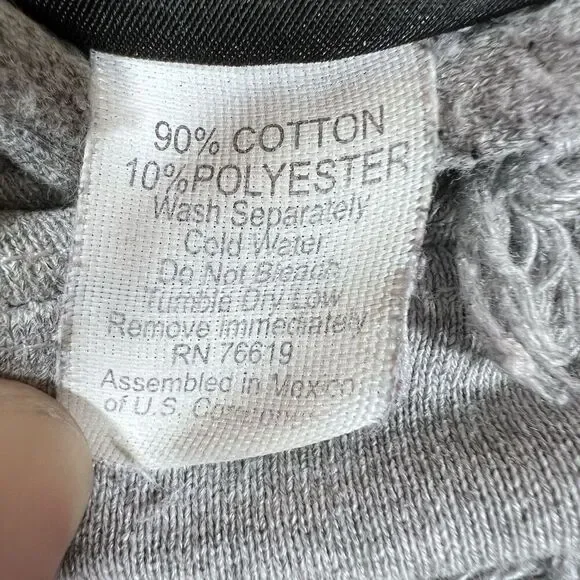 90% COTTON
10%POLYESTER
Wash Separately
Cold Water
Do Not Bleach
Tumble Dry Low
Remove Immediately
RN 76619
Assembled in Mexico
of U.S.